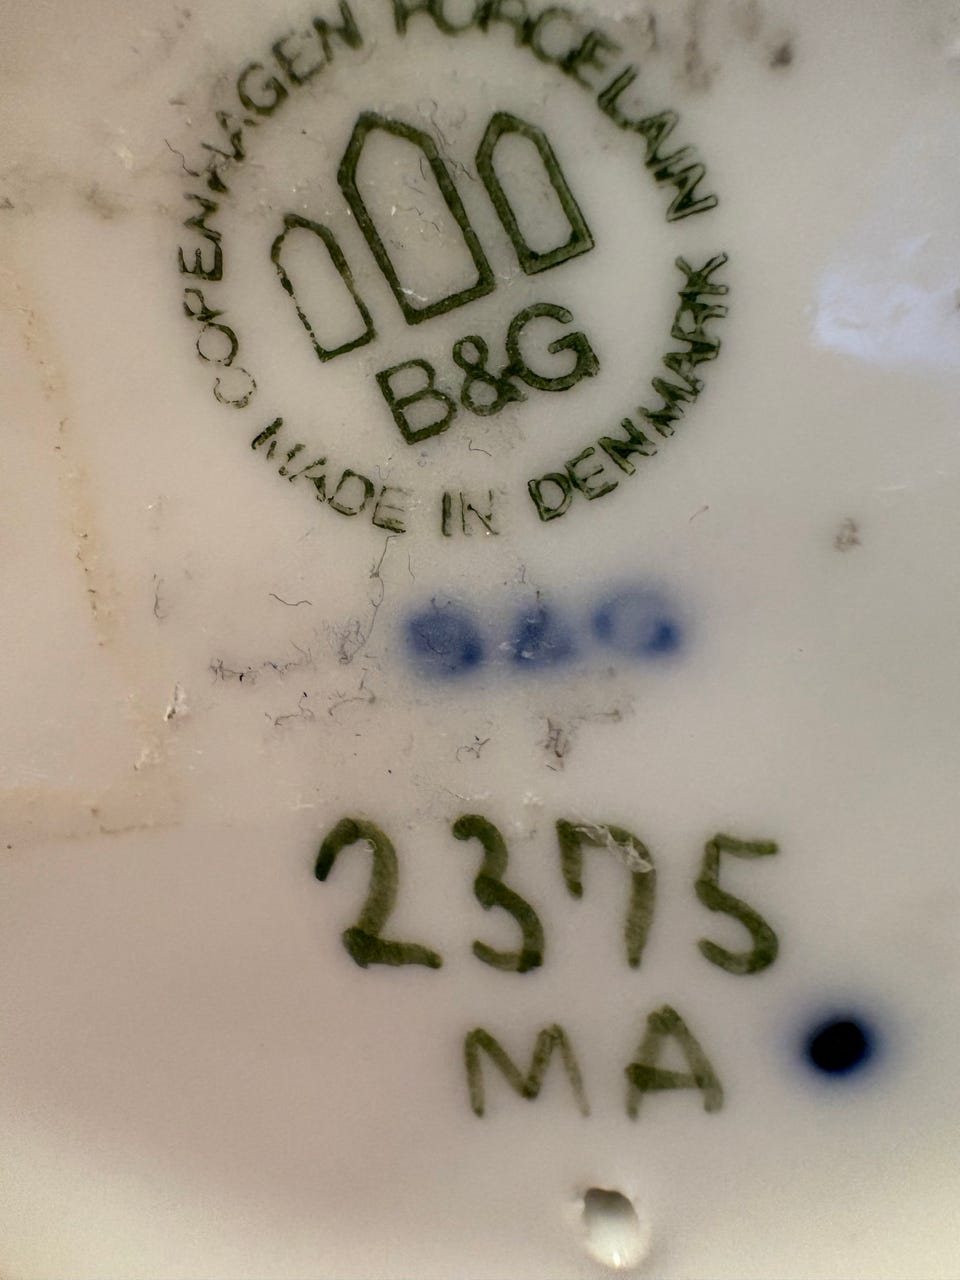 COPENHAGEN PORCELAIN
B&G
MADE IN DENMARK
B&G
2375
MA